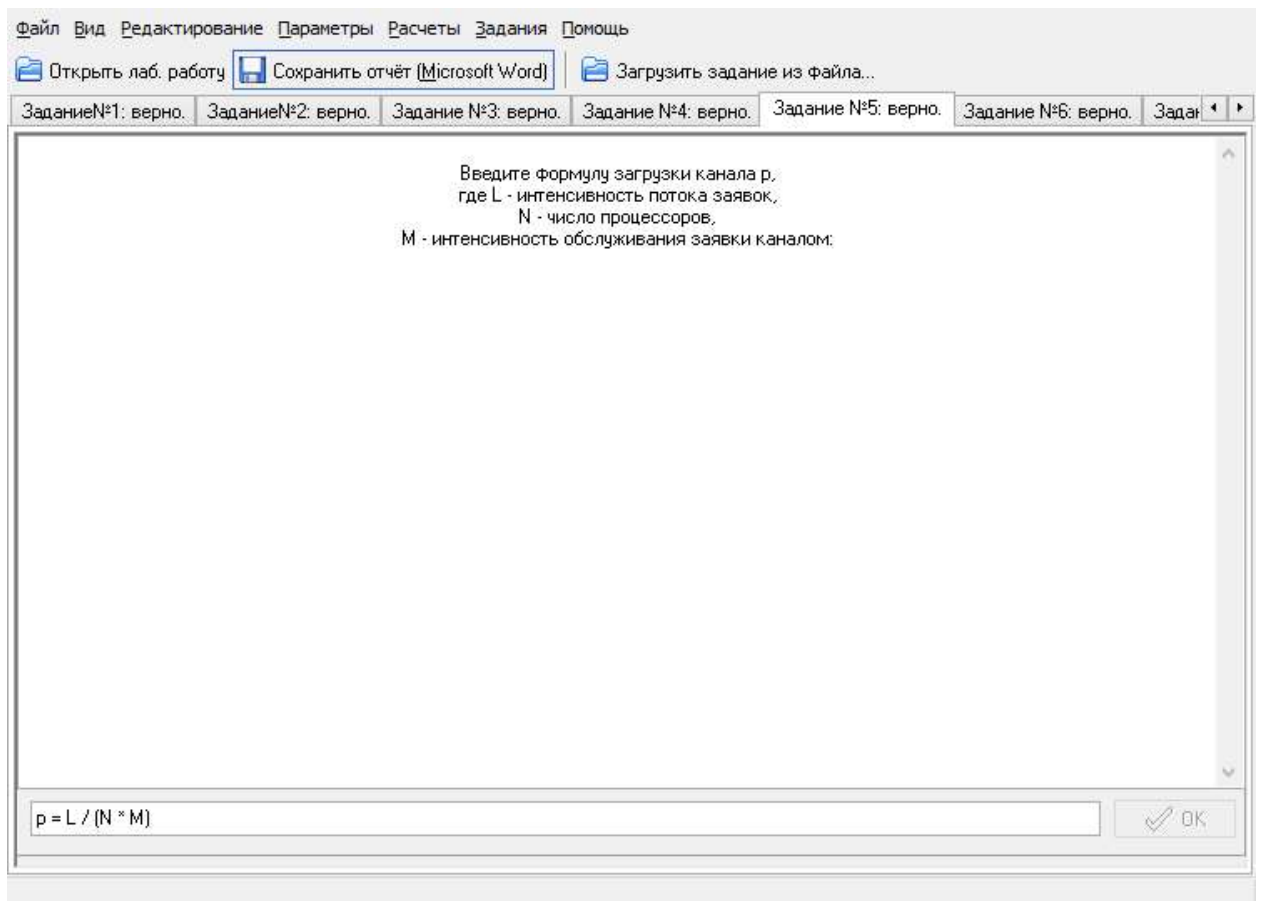 Файл Вид Редактирование Параметры Расчеты Задания Помощь
Открыть лаб. работу Сохранить отчёт (Microsoft Word) Загрузить задание из файла...
Задание№1: верно. Задание№2: верно. Задание №3: верно. Задание №4: верно. Задание №5: верно. Задание №6: верно. Задан
Введите формулу загрузки канала p,
где L - интенсивность потока заявок,
N - число процессоров,
M - интенсивность обслуживания заявки каналом:
p = L / (N * M)
OK